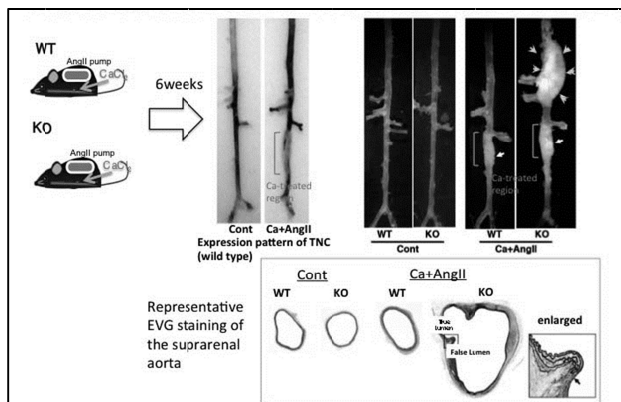 WT
AngII pump
CaCl2
KO
AngII pump
CaCl2
6weeks
Ca-treated
region
Cont Ca+AngII
Expression pattern of TNC
(wild type)
Ca-treated
region
WT KO WT KO
Cont Ca+AngII
Representative
EVG staining of
the suprarenal
aorta
Cont Ca+AngII
WT KO WT KO
True
Lumen
False Lumen
enlarged